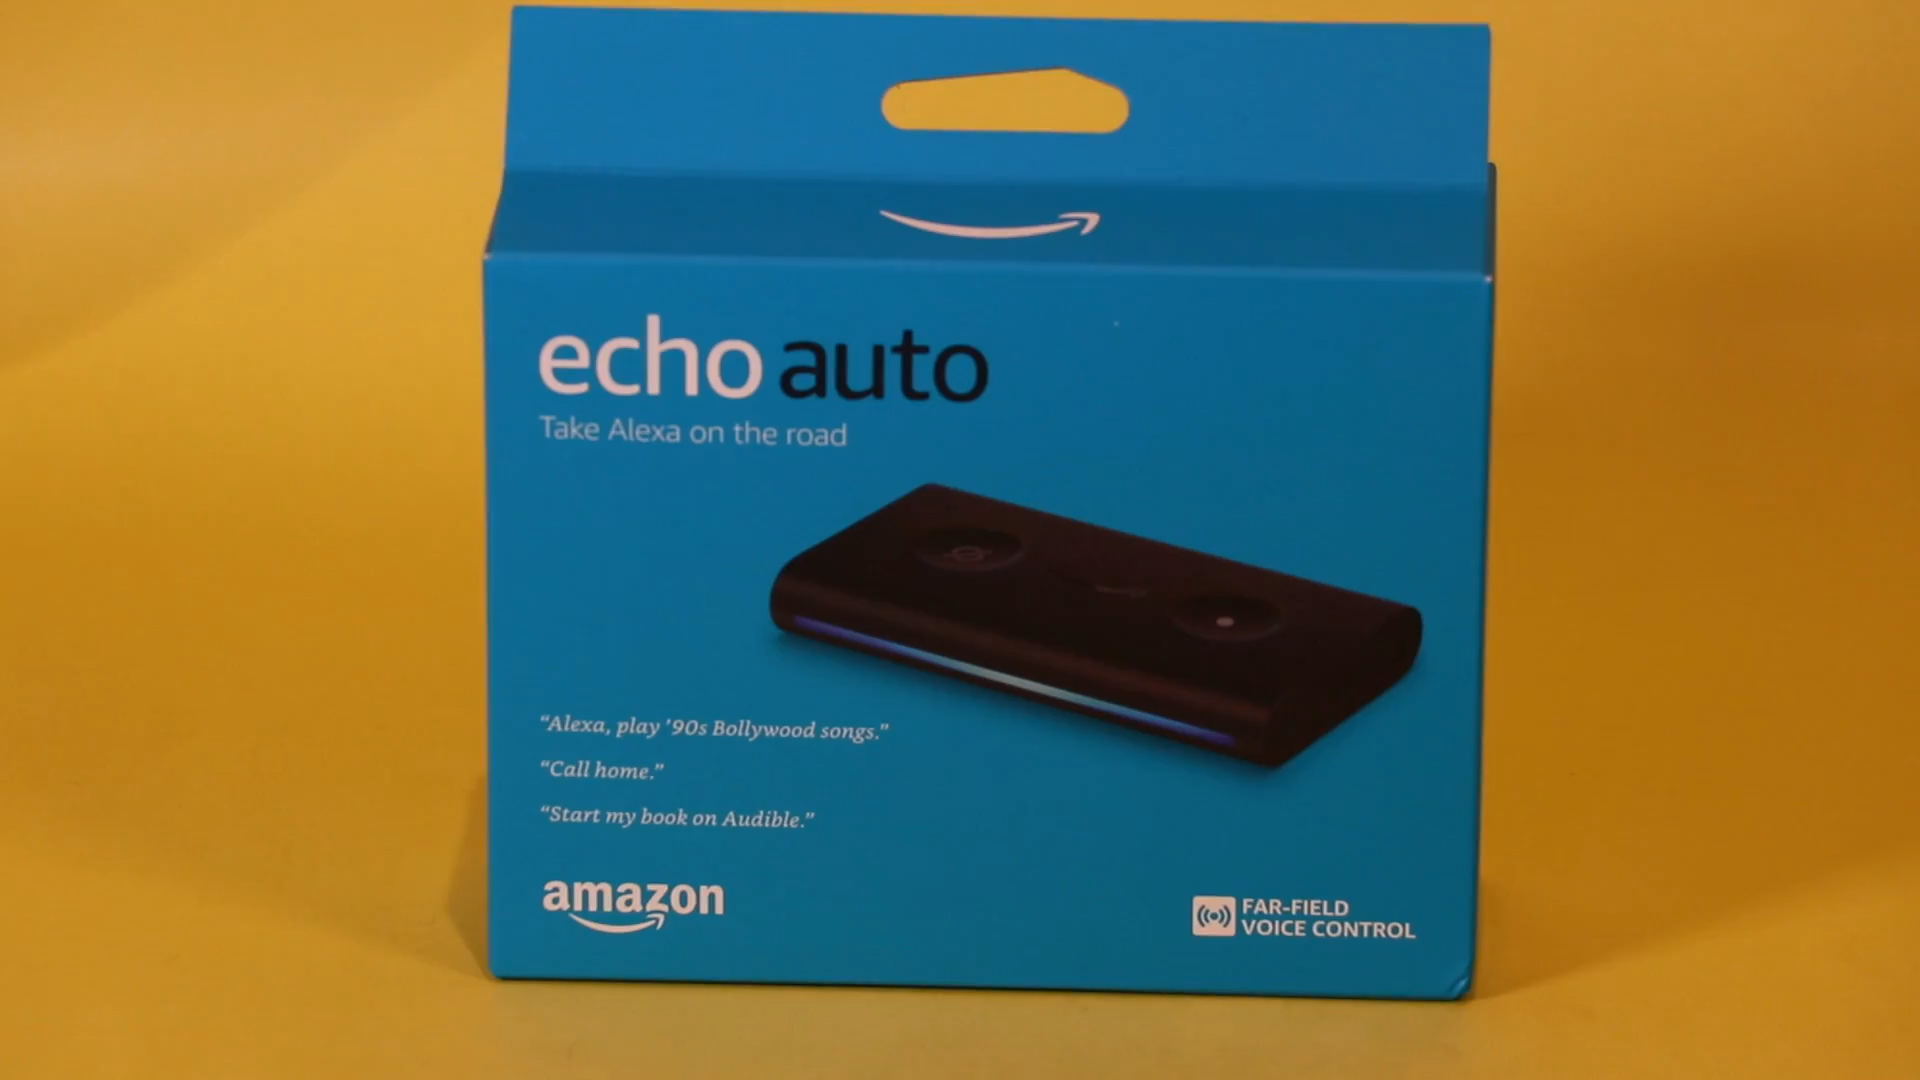 echo auto
Take Alexa on the road
“Alexa, play ’90s Bollywood songs.”
“Call home.”
“Start my book on Audible.”
amazon
FAR-FIELD
VOICE CONTROL